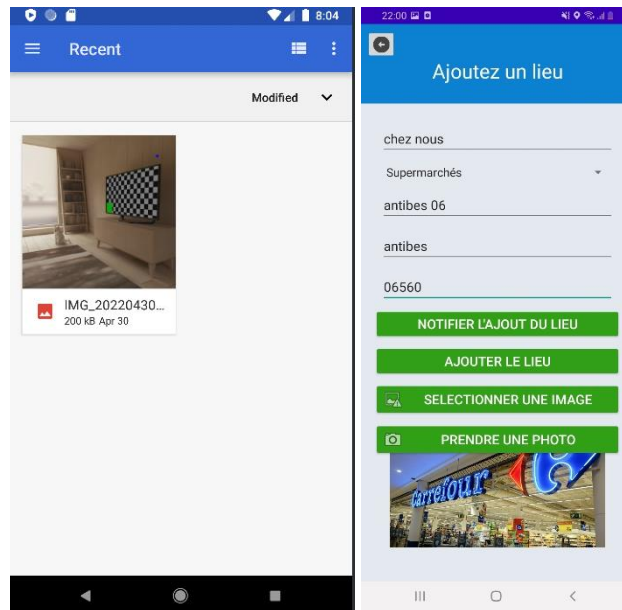 8:04
Recent
Modified
IMG_20220430...
200 kB Apr 30
22:00
Ajoutez un lieu
chez nous
Supermarchés
antibes 06
antibes
06560
NOTIFIER L'AJOUT DU LIEU
AJOUTER LE LIEU
SELECTIONNER UNE IMAGE
PRENDRE UNE PHOTO
Carrefour